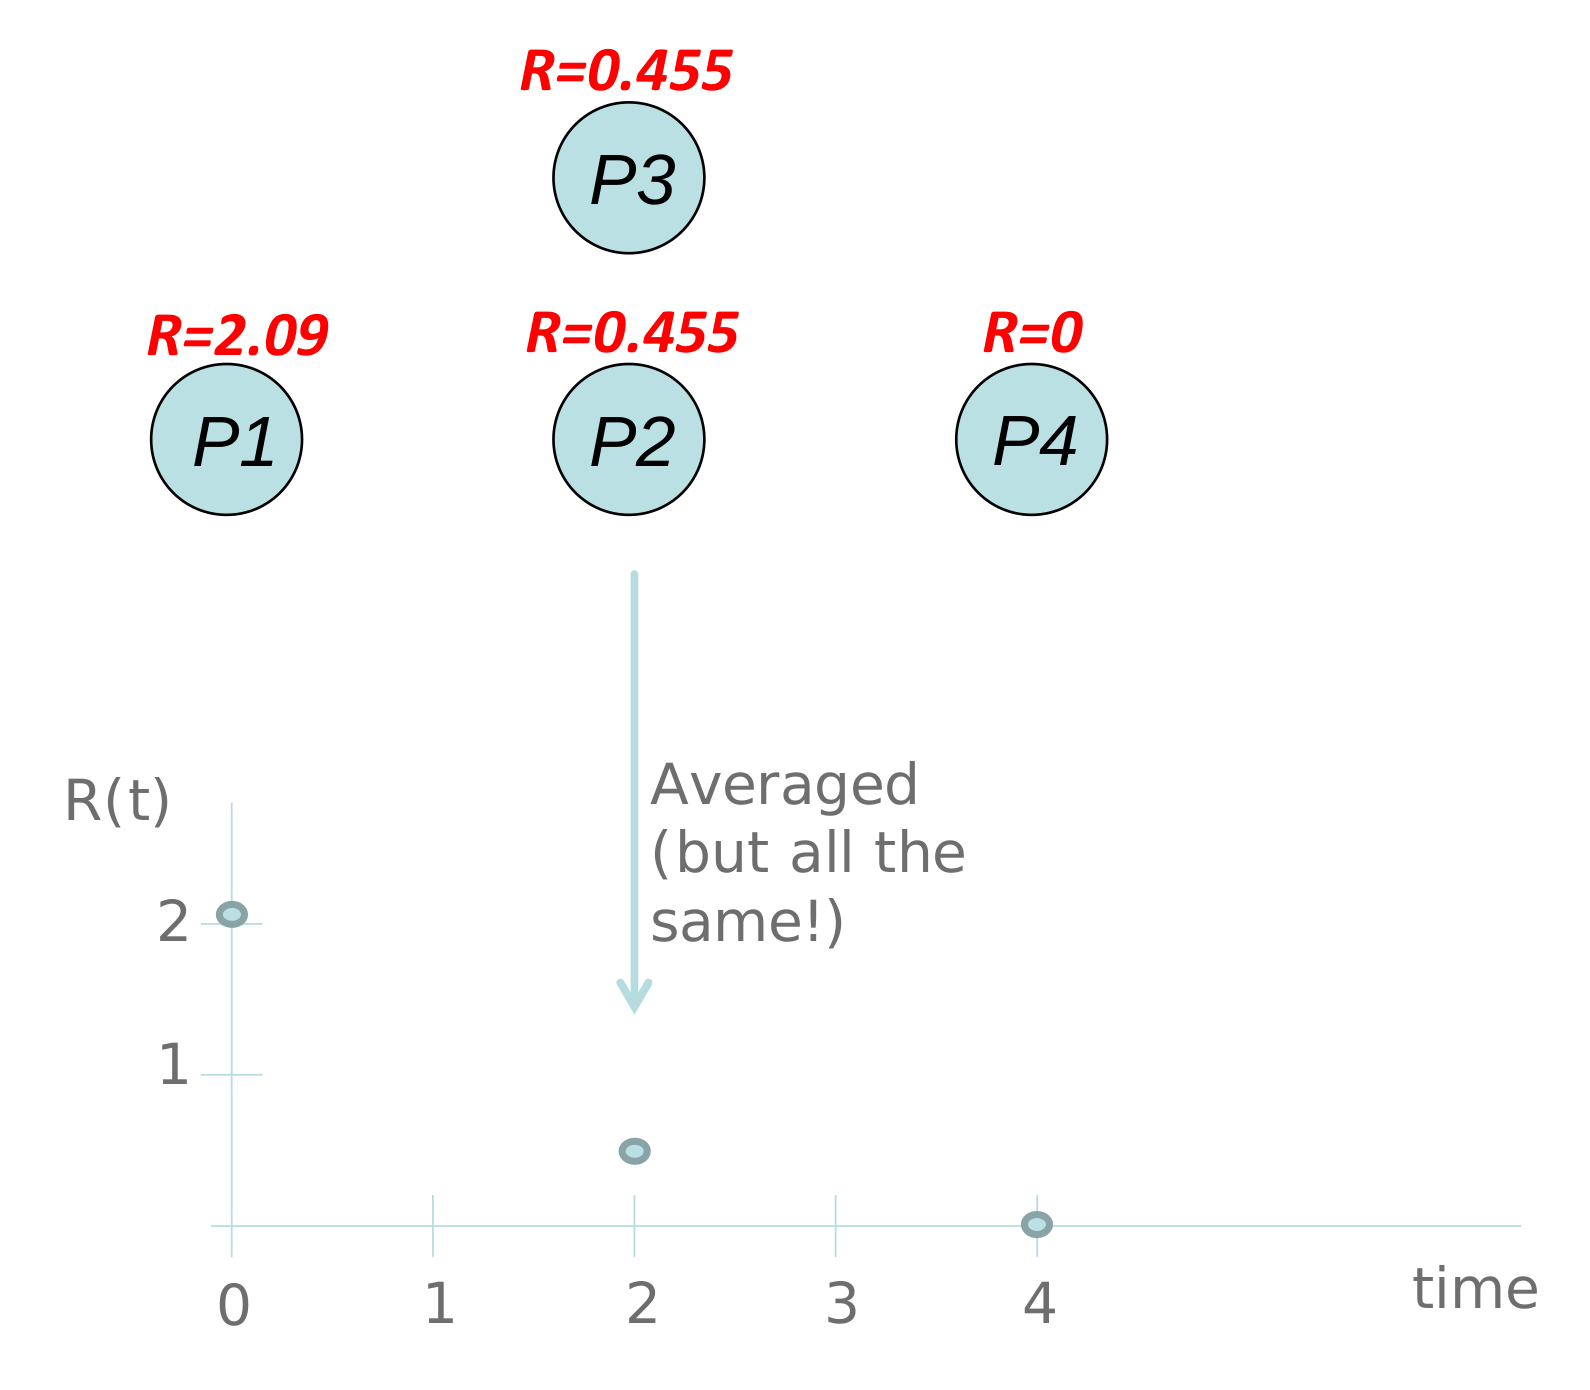 R=0.455
P3
R=2.09
R=0.455
R=0
P1
P2
P4
Averaged
(but all the
same!)
R(t)
2
1
0
1
2
3
4
time